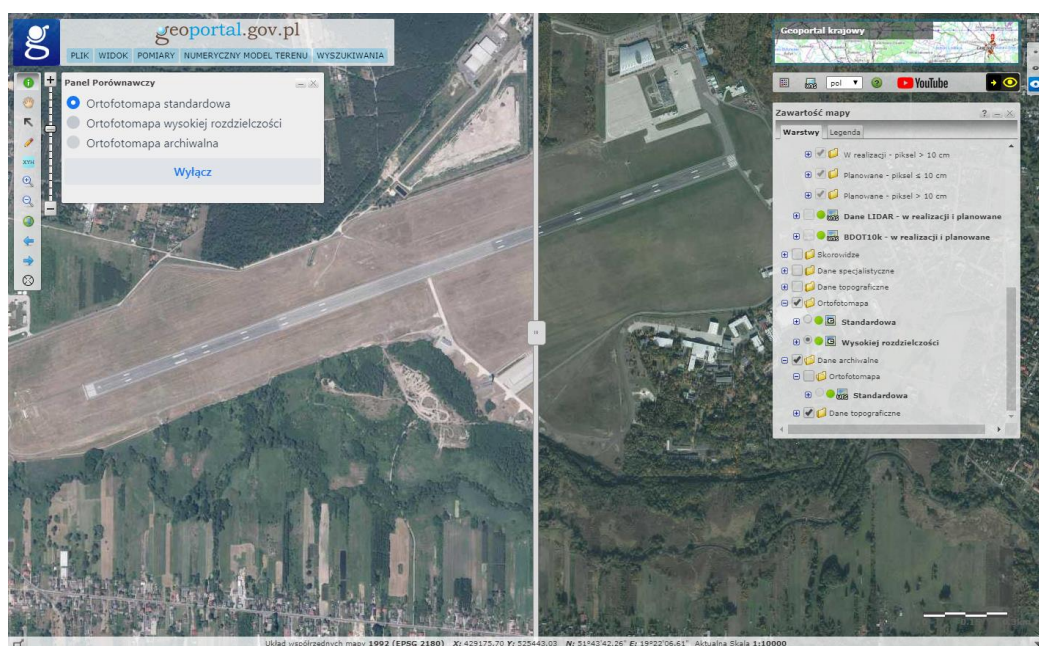 geoportal.gov.pl
PLIK WIDOK POMIARY NUMERYCZNY MODEL TERENU WYSZUKIWANIA
Panel Porównawczy
Ortofotomapa standardowa
Ortofotomapa wysokiej rozdzielczości
Ortofotomapa archiwalna
Wyłącz
XYH
Geoportal krajowy
pol
YouTube
Zawartość mapy
Warstwy Legenda
W realizacji - piksel > 10 cm
Planowane - piksel ≤ 10 cm
Planowane - piksel > 10 cm
Dane LIDAR - w realizacji i planowane
BDOT10k - w realizacji i planowane
Skorowidze
Dane specjalistyczne
Dane topograficzne
Ortofotomapa
Standardowa
Wysokiej rozdzielczości
Dane archiwalne
Ortofotomapa
Standardowa
Dane topograficzne
Układ współrzędnych mapy 1992 (EPSG 2180) X: 429175,70 Y: 525443,03 N: 51°43'42.26" E: 19°22'06.61" Aktualna Skala 1:10000